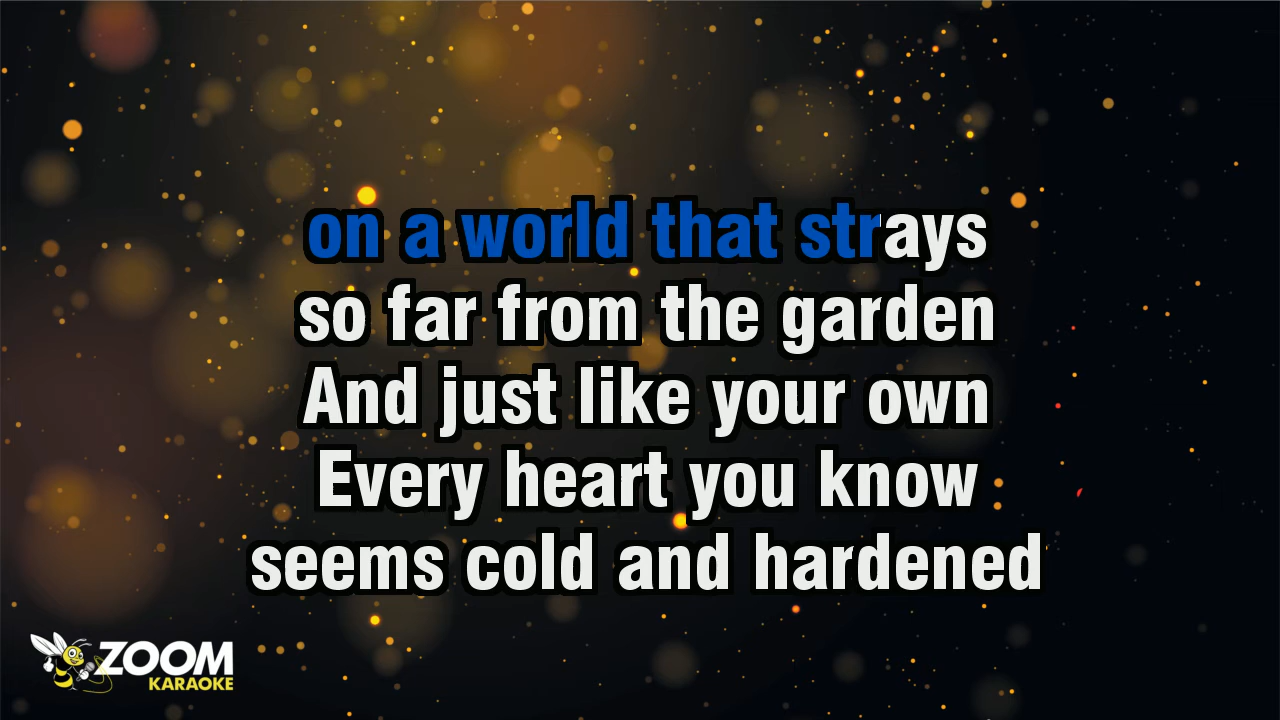 on a world that strays
so far from the garden
And just like your own
Every heart you know
seems cold and hardened
ZOOM
KARAOKE